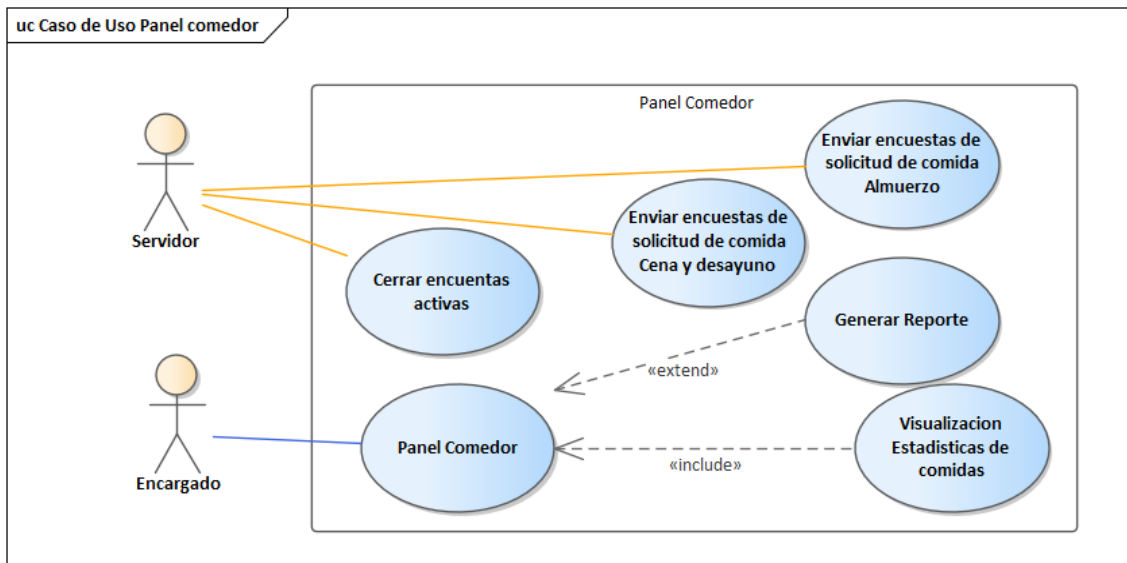 uc Caso de Uso Panel comedor
Panel Comedor
Enviar encuestas de
solicitud de comida
Almuerzo
Servidor
Enviar encuestas de
solicitud de comida
Cena y desayuno
Cerrar encuentas
activas
Generar Reporte
«extend»
Encargado
Panel Comedor
Visualizacion
Estadisticas de
comidas
«include»